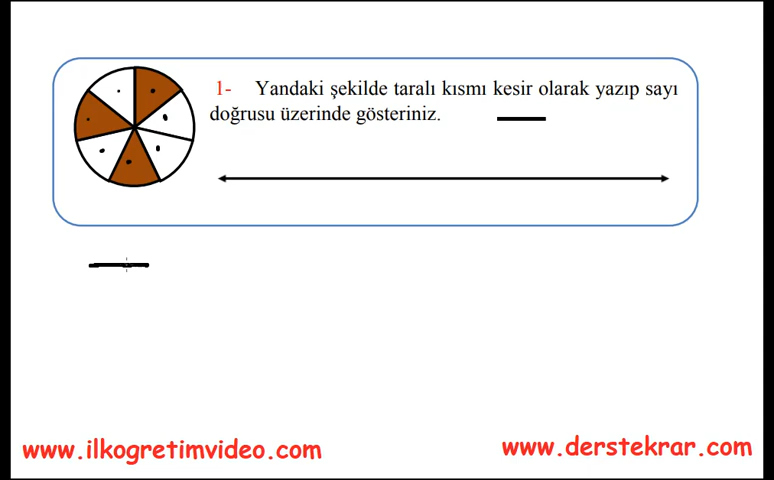 1- Yandaki şekilde taralı kısmı kesir olarak yazıp sayı
doğrusu üzerinde gösteriniz.
www.ilkogretimvideo.com
www.derstekrar.com